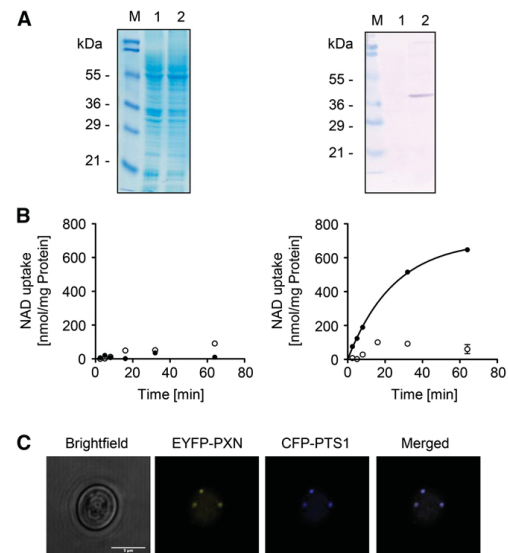 A
M 1 2
kDa
55 -
36 -
29 -
21 -
M 1 2
kDa
55 -
36 -
29 -
21 -
B
NAD uptake
[nmol/mg Protein]
800
600
400
200
0
0 20 40 60 80
Time [min]
NAD uptake
[nmol/mg Protein]
800
600
400
200
0
0 20 40 60 80
Time [min]
C
Brightfield EYFP-PXN CFP-PTS1 Merged